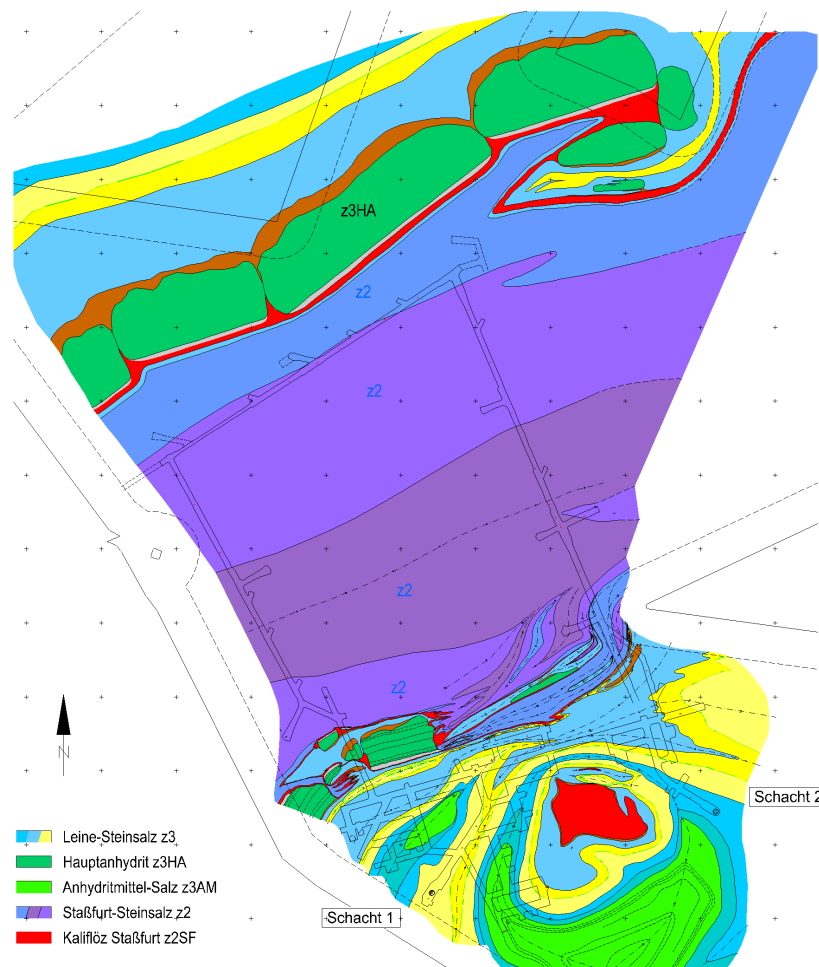 z3HA
z2
z2
z2
z2
N
Schacht 2
Leine-Steinsalz z3
Hauptanhydrit z3HA
Anhydritmittel-Salz z3AM
Staßfurt-Steinsalz z2
Schacht 1
Kaliflöz Staßfurt z2SF